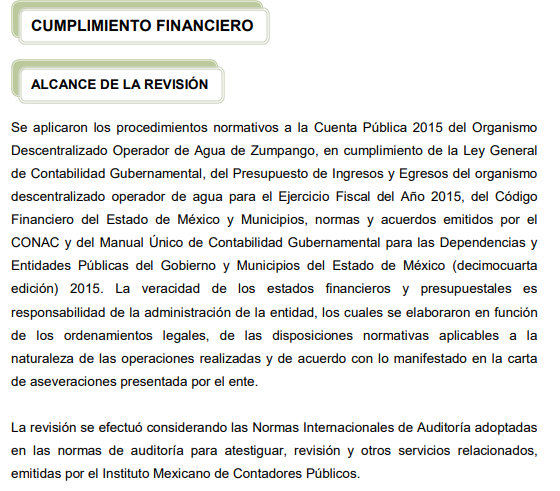 CUMPLIMIENTO FINANCIERO
ALCANCE DE LA REVISIÓN
Se aplicaron los procedimientos normativos a la Cuenta Pública 2015 del Organismo
Descentralizado Operador de Agua de Zumpango, en cumplimiento de la Ley General
de Contabilidad Gubernamental, del Presupuesto de Ingresos y Egresos del organismo
descentralizado operador de agua para el Ejercicio Fiscal del Año 2015, del Código
Financiero del Estado de México y Municipios, normas y acuerdos emitidos por el
CONAC y del Manual Único de Contabilidad Gubernamental para las Dependencias y
Entidades Públicas del Gobierno y Municipios del Estado de México (decimocuarta
edición) 2015. La veracidad de los estados financieros y presupuestales es
responsabilidad de la administración de la entidad, los cuales se elaboraron en función
de los ordenamientos legales, de las disposiciones normativas aplicables a la
naturaleza de las operaciones realizadas y de acuerdo con lo manifestado en la carta
de aseveraciones presentada por el ente.
La revisión se efectuó considerando las Normas Internacionales de Auditoría adoptadas
en las normas de auditoría para atestiguar, revisión y otros servicios relacionados,
emitidas por el Instituto Mexicano de Contadores Públicos.